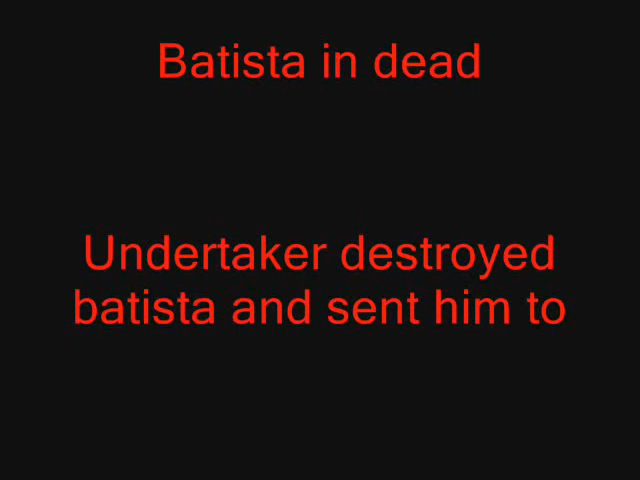 Batista in dead
Undertaker destroyed
batista and sent him to